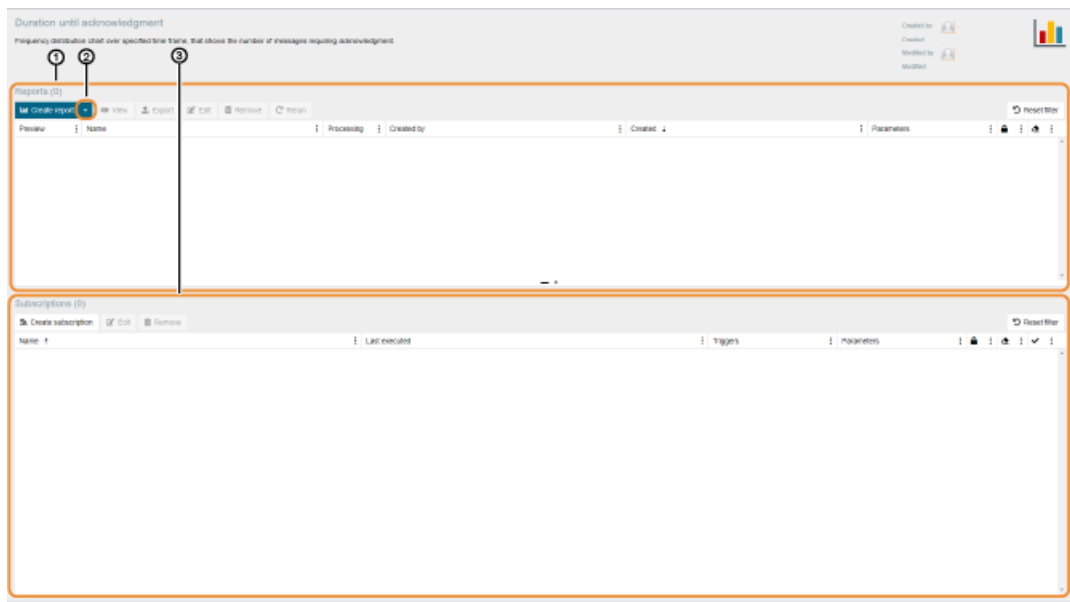 Duration until acknowledgment
Frequency distribution chart over specified time frame, that shows the number of messages requiring acknowledgment.
Created by
Created
Modified by
Modified
1 2 3
Reports (0)
Create report View Export Edit Remove Rerun Reset filter
Preview Name Processing Created by Created Parameters
Subscriptions (0)
Create subscription Edit Remove Reset filter
Name Last executed Triggers Parameters